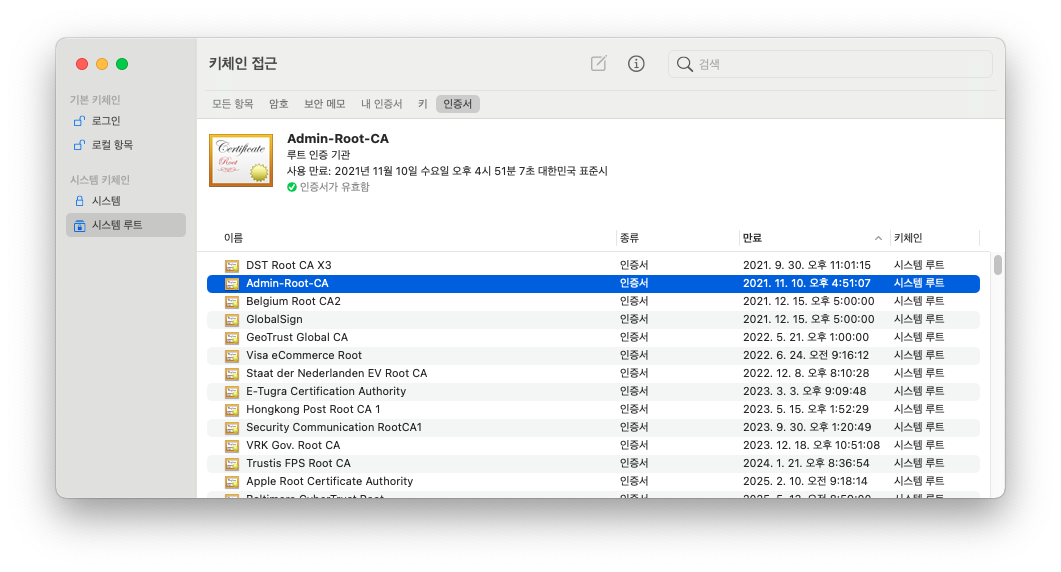 키체인 접근
검색
기본 키체인
로그인
로컬 항목
시스템 키체인
시스템
시스템 루트
모든 항목 암호 보안 메모 내 인증서 키 인증서
Certificate
Root
Admin-Root-CA
루트 인증 기관
사용 만료: 2021년 11월 10일 수요일 오후 4시 51분 7초 대한민국 표준시
인증서가 유효함
이름 종류 만료 키체인
DST Root CA X3 인증서 2021. 9. 30. 오후 11:01:15 시스템 루트
Admin-Root-CA 인증서 2021. 11. 10. 오후 4:51:07 시스템 루트
Belgium Root CA2 인증서 2021. 12. 15. 오후 5:00:00 시스템 루트
GlobalSign 인증서 2021. 12. 15. 오후 5:00:00 시스템 루트
GeoTrust Global CA 인증서 2022. 5. 21. 오후 1:00:00 시스템 루트
Visa eCommerce Root 인증서 2022. 6. 24. 오전 9:16:12 시스템 루트
Staat der Nederlanden EV Root CA 인증서 2022. 12. 8. 오후 8:10:28 시스템 루트
E-Tugra Certification Authority 인증서 2023. 3. 3. 오후 9:09:48 시스템 루트
Hongkong Post Root CA 1 인증서 2023. 5. 15. 오후 1:52:29 시스템 루트
Security Communication RootCA1 인증서 2023. 9. 30. 오후 1:20:49 시스템 루트
VRK Gov. Root CA 인증서 2023. 12. 18. 오후 10:51:08 시스템 루트
Trustis FPS Root CA 인증서 2024. 1. 21. 오후 8:36:54 시스템 루트
Apple Root Certificate Authority 인증서 2025. 2. 10. 오전 9:18:14 시스템 루트